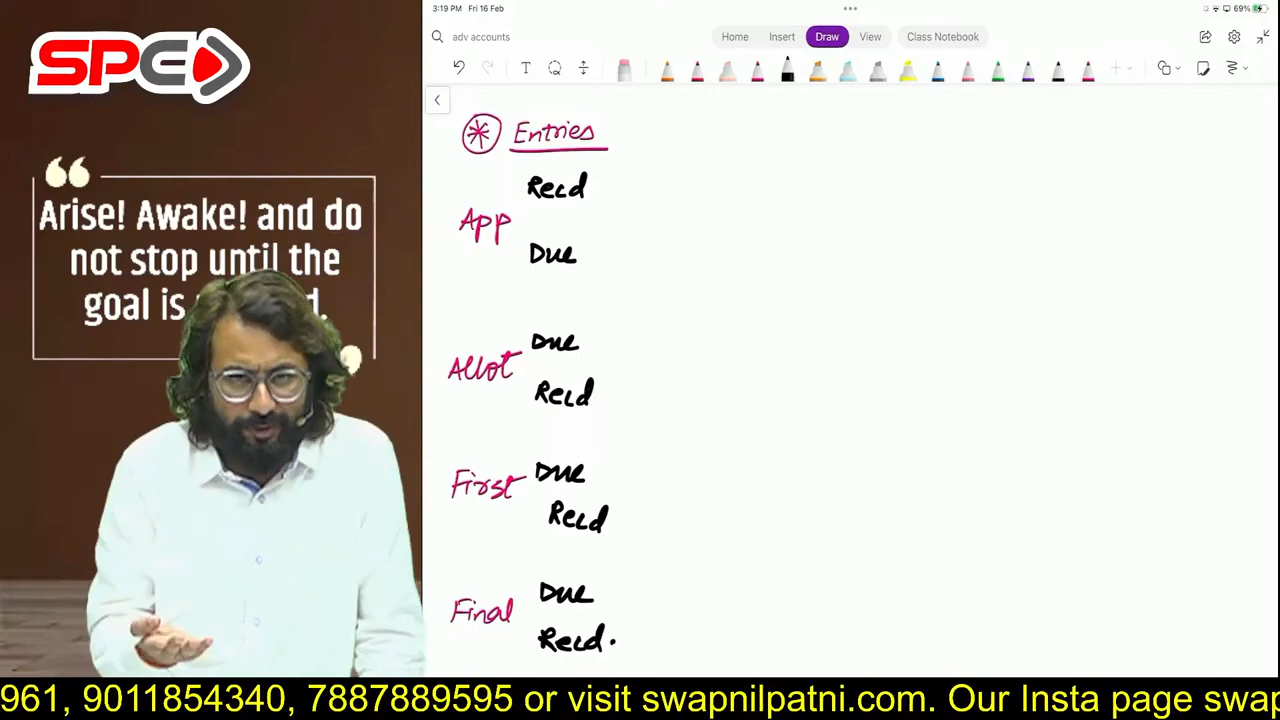 3:19 PM Fri 16 Feb
69%
SPE
adv accounts
Home Insert Draw View Class Notebook
Entries
Recd
App
Due
Due
Allot
Recd
Due
First
Recd
Due
Final
Recd.
Arise! Awake! and do
not stop until the
goal is
961, 9011854340, 7887889595 or visit swapnilpatni.com. Our Insta page swap